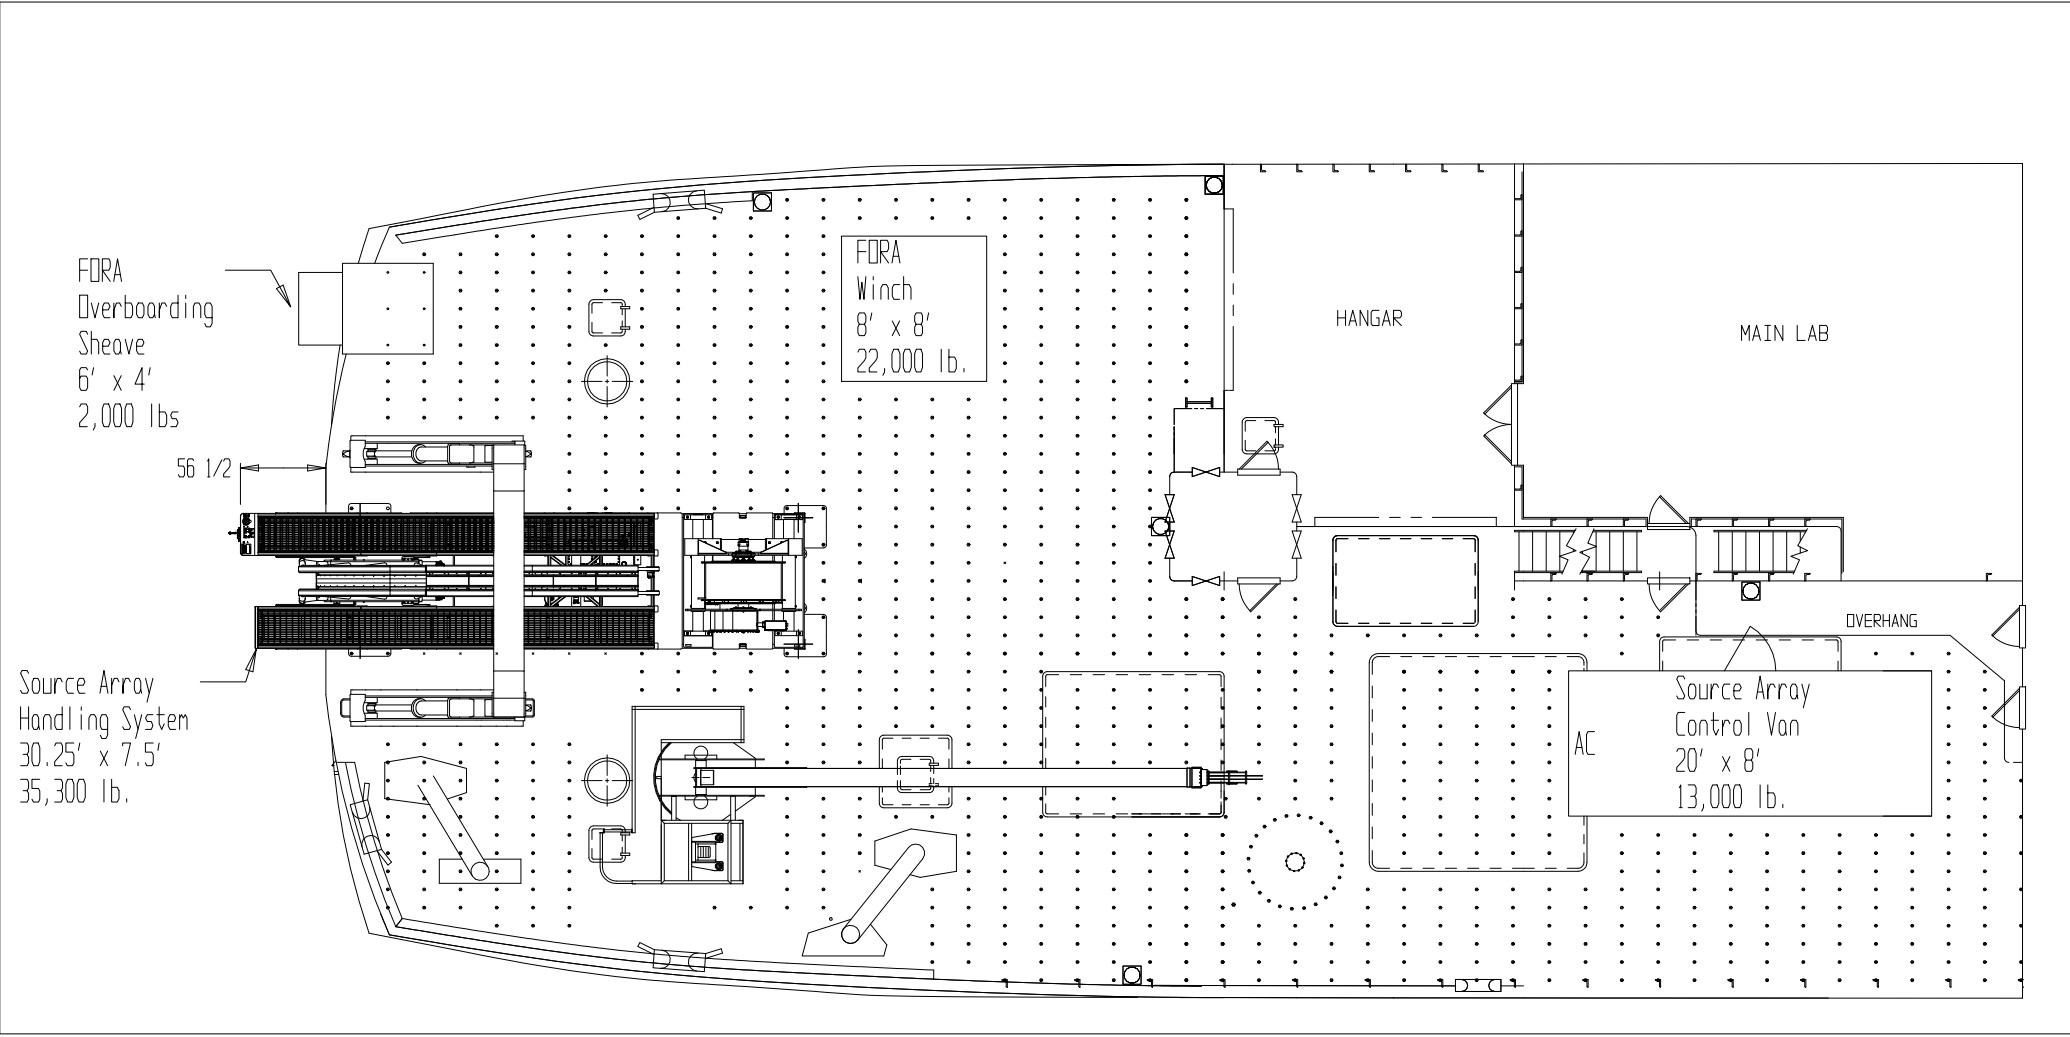 FORA
Overboarding
Sheave
6' x 4'
2,000 lbs
56 1/2
Source Array
Handling System
30.25' x 7.5'
35,300 lb.
FORA
Winch
8' x 8'
22,000 lb.
HANGAR
MAIN LAB
OVERHANG
AC
Source Array
Control Van
20' x 8'
13,000 lb.